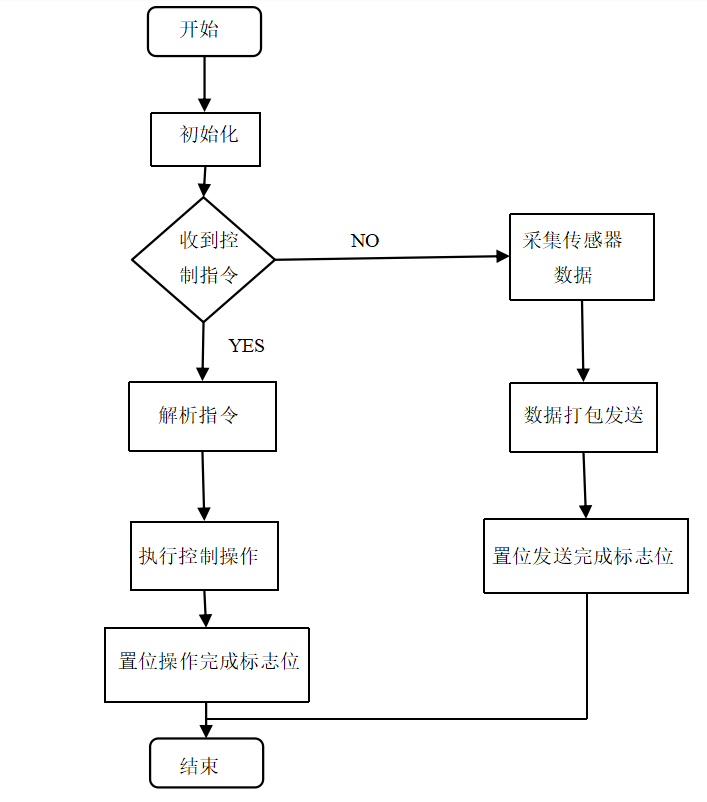 开始
初始化
收到控
制指令
NO
采集传感器
数据
YES
解析指令
数据打包发送
执行控制操作
置位发送完成标志位
置位操作完成标志位
结束